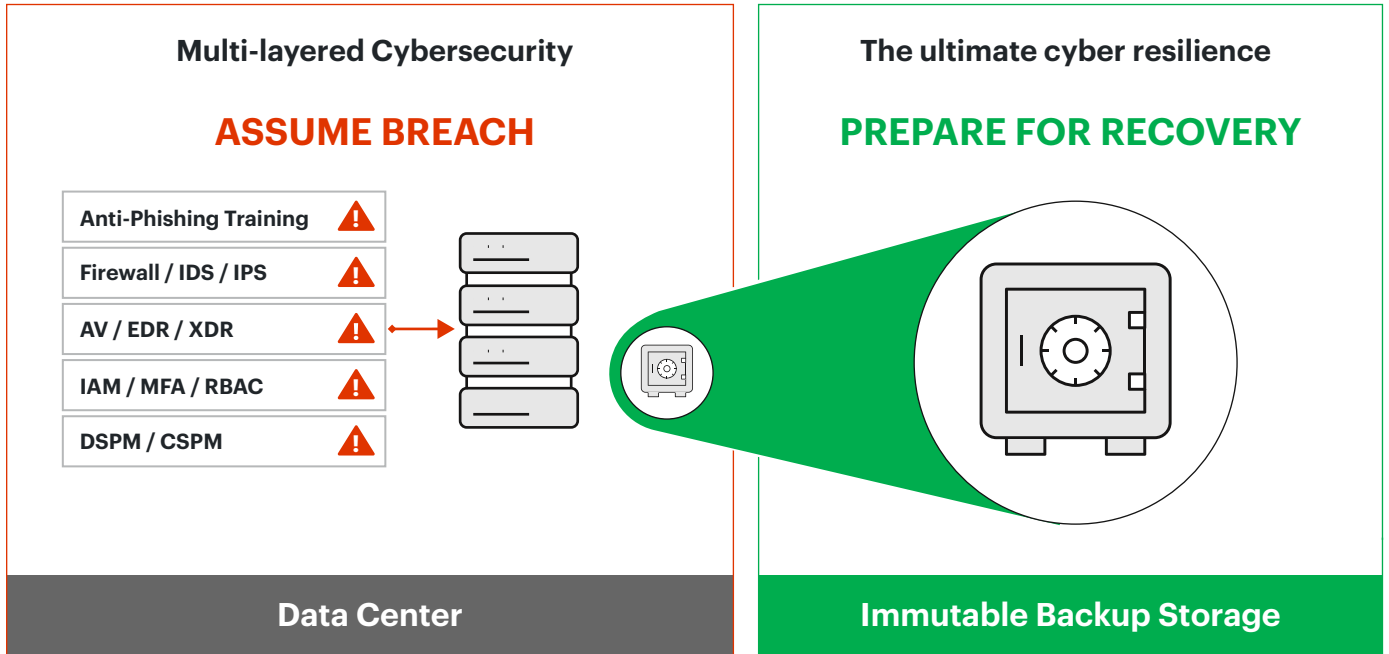 Multi-layered Cybersecurity
ASSUME BREACH
Anti-Phishing Training
Firewall / IDS / IPS
AV / EDR / XDR
IAM / MFA / RBAC
DSPM / CSPM
Data Center
The ultimate cyber resilience
PREPARE FOR RECOVERY
Immutable Backup Storage